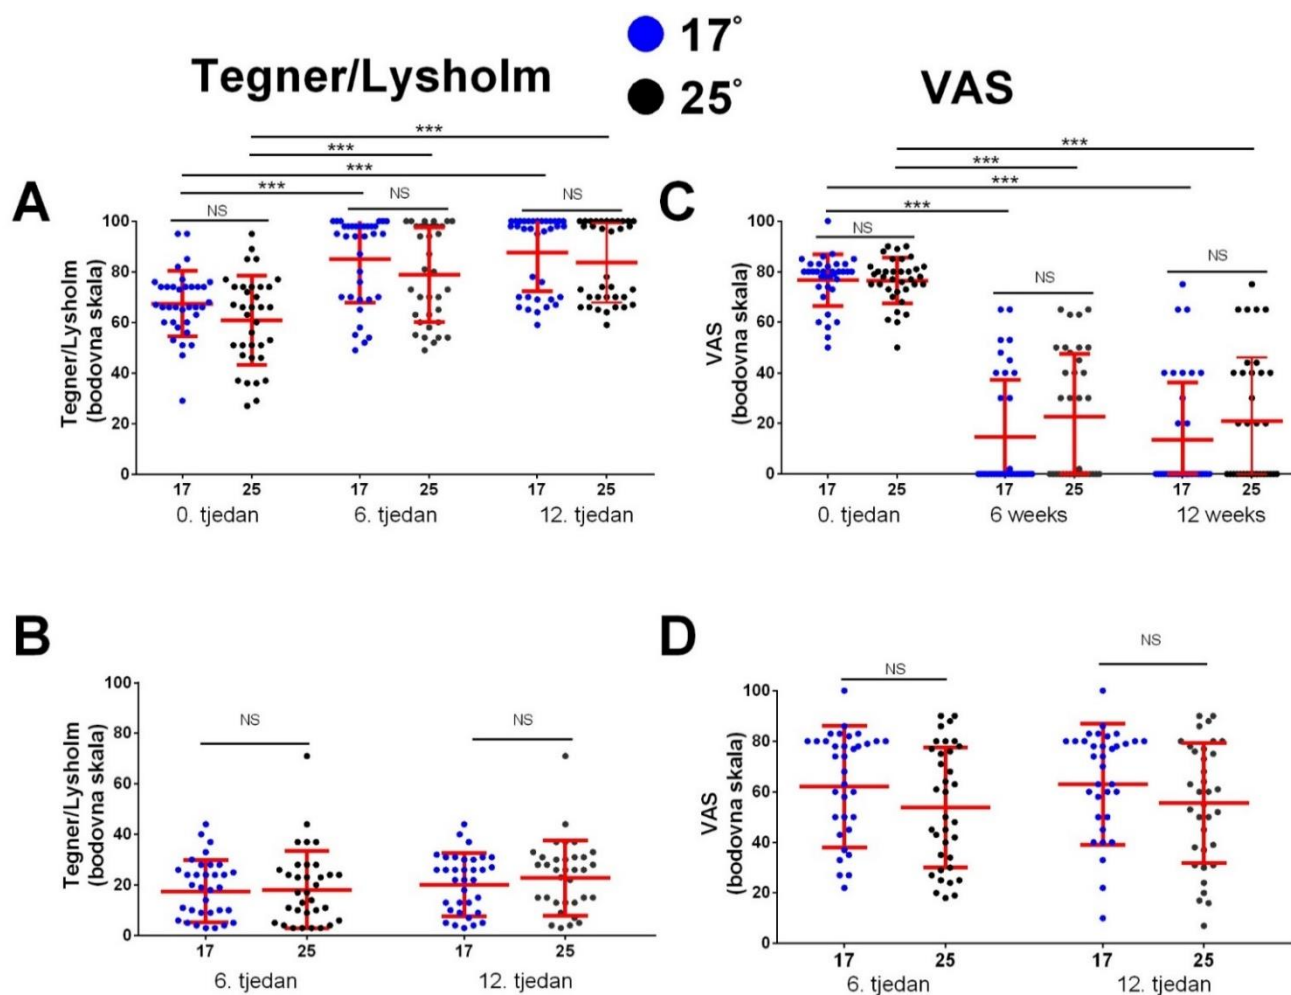 17°
Tegner/Lysholm
25°
VAS
A
***
***
***
***
NS
NS
NS
Tegner/Lysholm
(bodovna skala)
100
80
60
40
20
0
17
25
17
25
17
25
0. tjedan
6. tjedan
12. tjedan
C
***
***
***
***
NS
NS
NS
VAS
(bodovna skala)
100
80
60
40
20
0
17
25
17
25
17
25
0. tjedan
6 weeks
12 weeks
B
NS
NS
Tegner/Lysholm
(bodovna skala)
100
80
60
40
20
0
17
25
17
25
6. tjedan
12. tjedan
D
NS
NS
VAS
(bodovna skala)
100
80
60
40
20
0
17
25
17
25
6. tjedan
12. tjedan